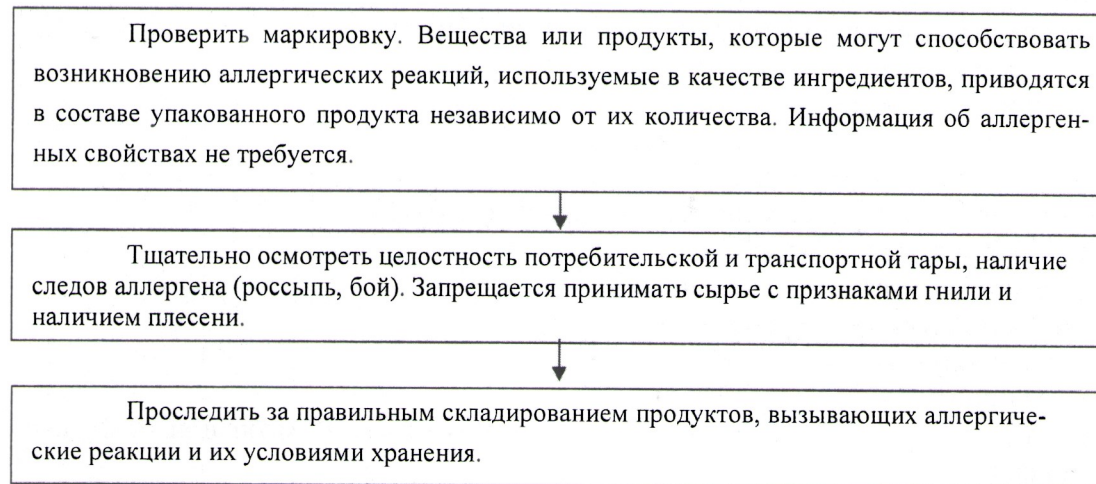 Проверить маркировку. Вещества или продукты, которые могут способствовать
возникновению аллергических реакций, используемые в качестве ингредиентов, приводятся
в составе упакованного продукта независимо от их количества. Информация об аллерген-
ных свойствах не требуется.
Тщательно осмотреть целостность потребительской и транспортной тары, наличие
следов аллергена (россыпь, бой). Запрещается принимать сырье с признаками гнили и
наличием плесени.
Проследить за правильным складированием продуктов, вызывающих аллергиче-
ские реакции и их условиями хранения.